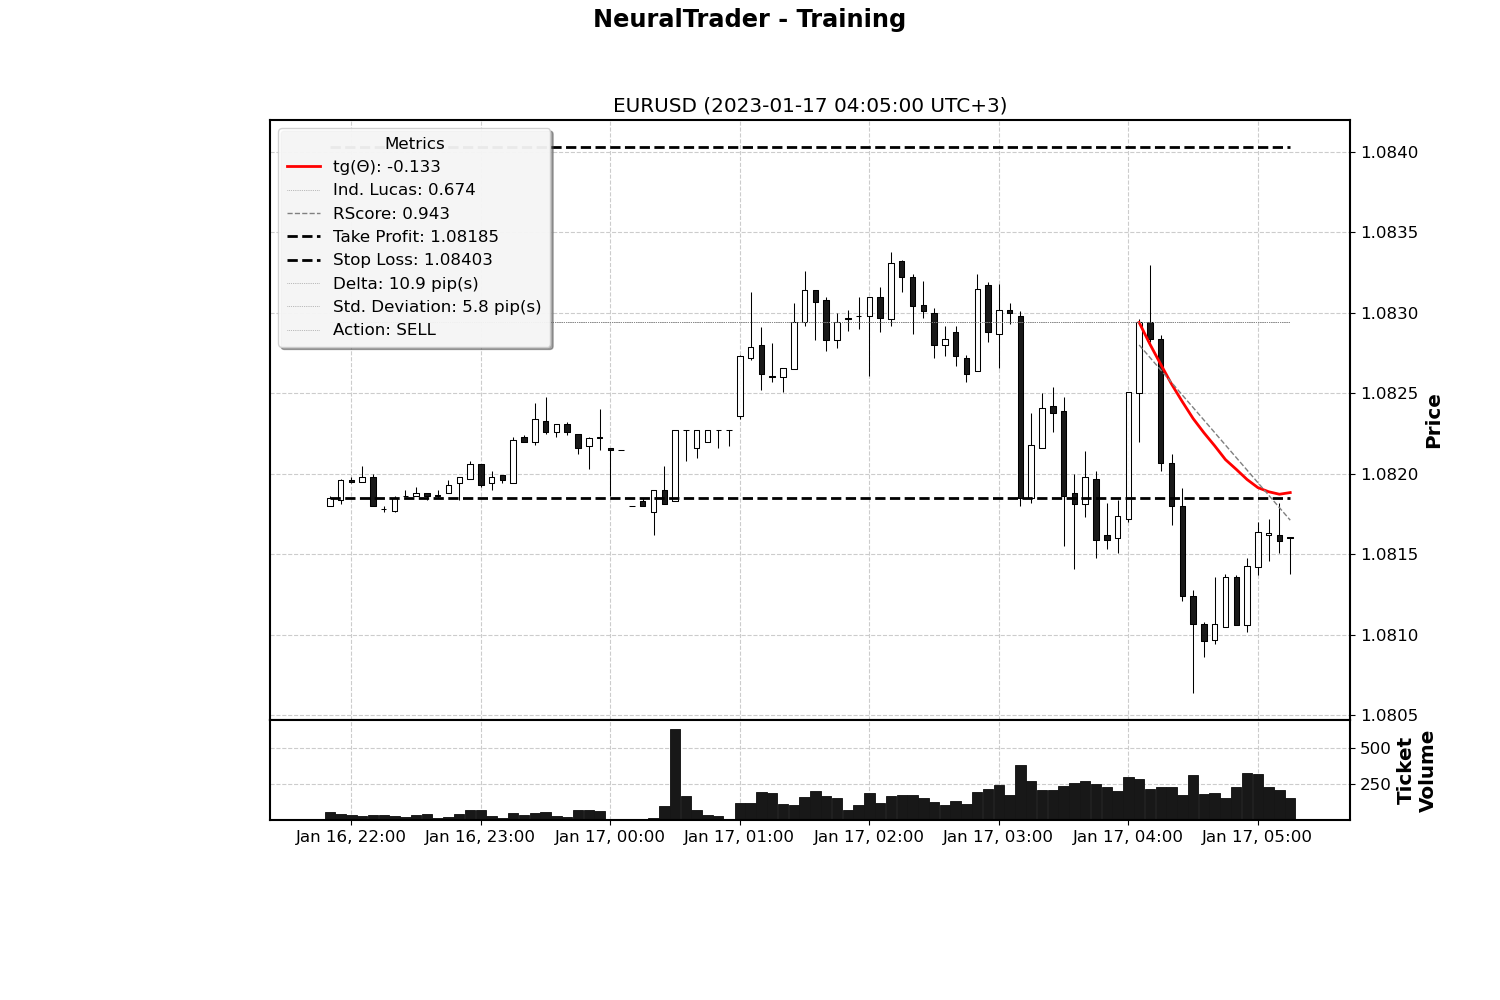 NeuralTrader - Training
EURUSD (2023-01-17 04:05:00 UTC+3)
Metrics
tg(Θ): -0.133
Ind. Lucas: 0.674
RScore: 0.943
Take Profit: 1.08185
Stop Loss: 1.08403
Delta: 10.9 pip(s)
Std. Deviation: 5.8 pip(s)
Action: SELL
1.0840
1.0835
1.0830
1.0825
1.0820
1.0815
1.0810
1.0805
Price
500
250
Ticket
Volume
Jan 16, 22:00
Jan 16, 23:00
Jan 17, 00:00
Jan 17, 01:00
Jan 17, 02:00
Jan 17, 03:00
Jan 17, 04:00
Jan 17, 05:00